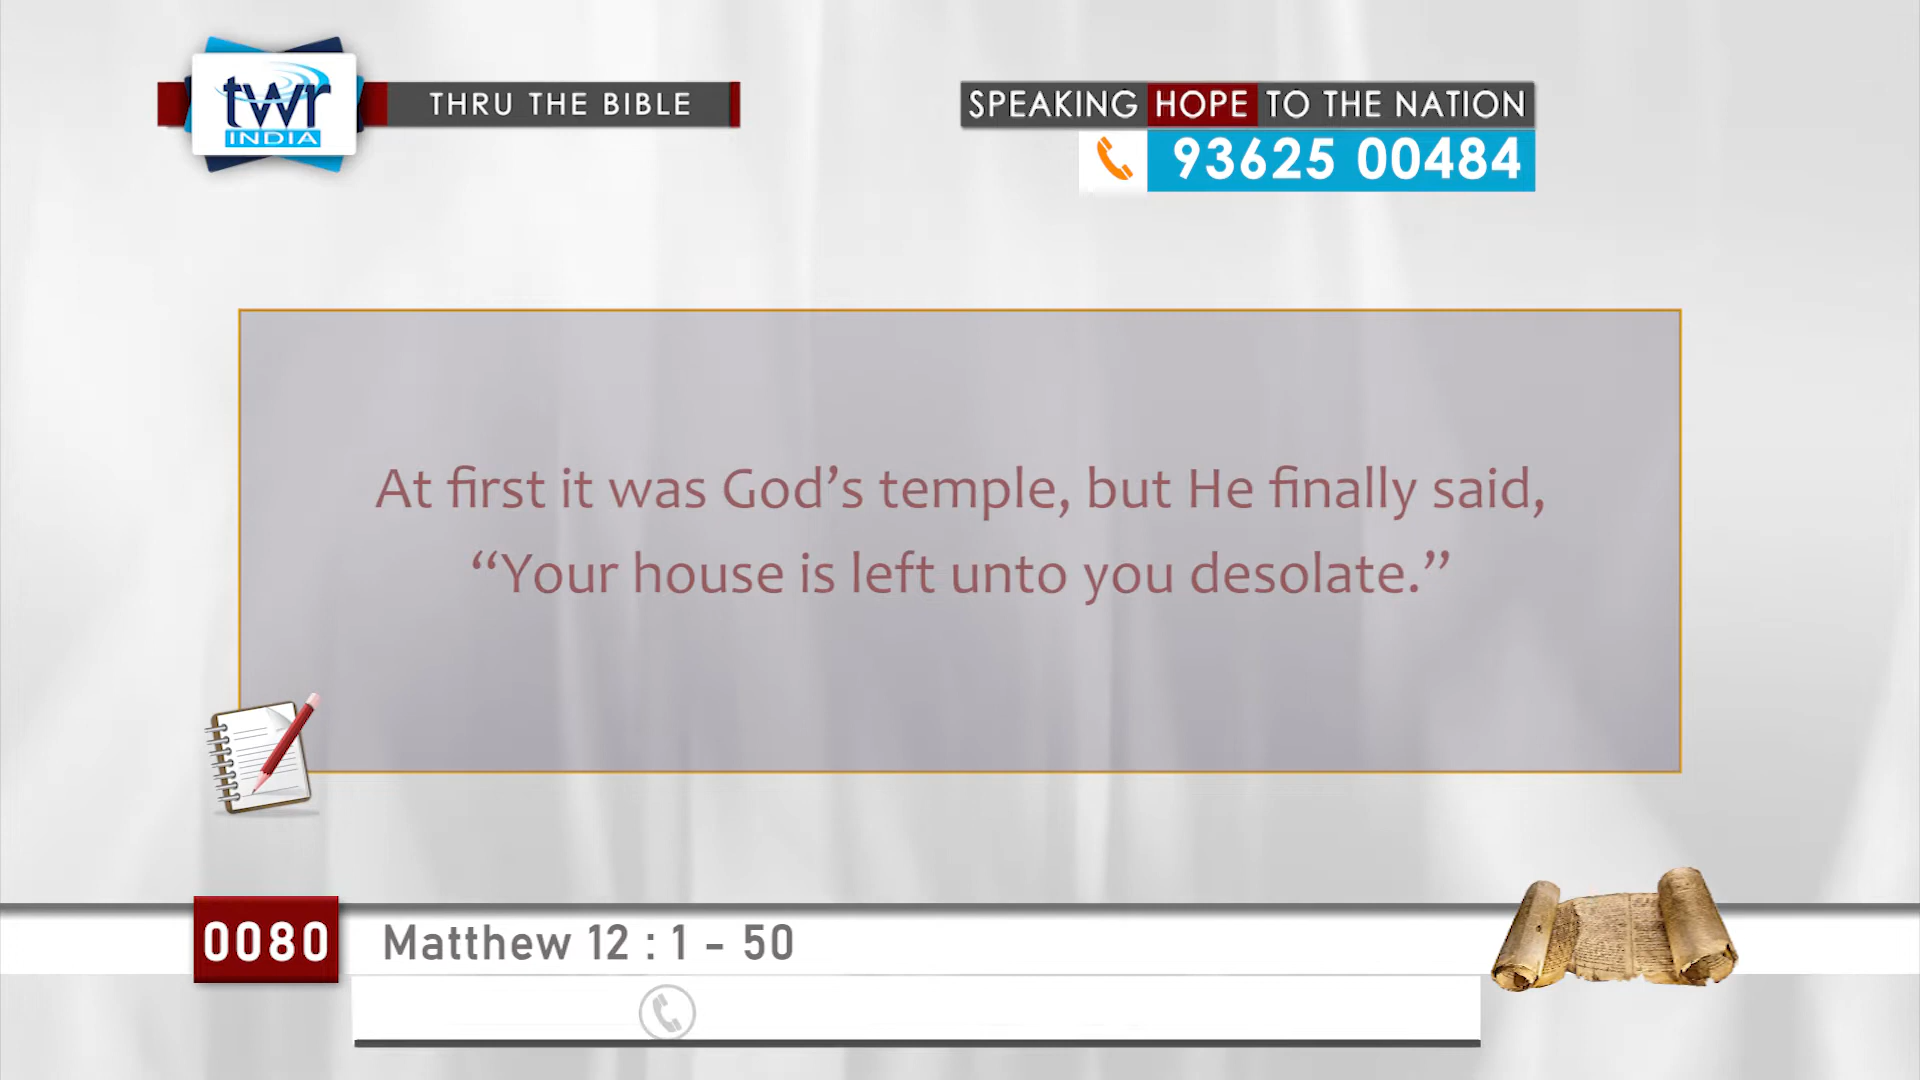 twr
INDIA
THRU THE BIBLE
SPEAKING HOPE TO THE NATION
93625 00484
At first it was God’s temple, but He finally said,
“Your house is left unto you desolate.”
0080
Matthew 12 : 1 - 50